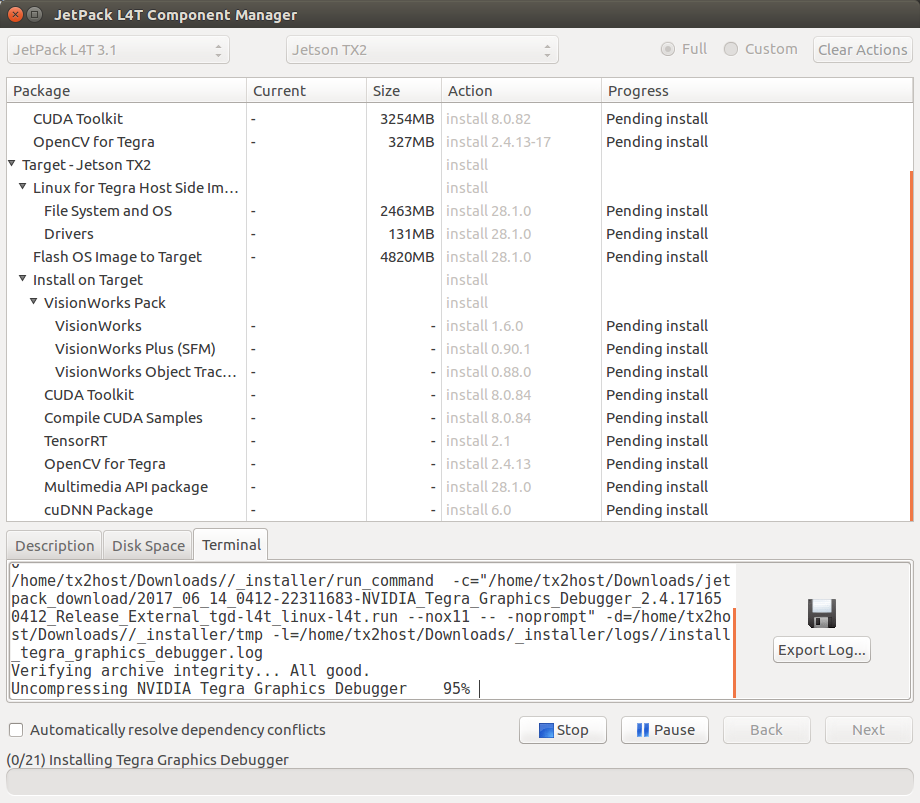 JetPack L4T Component Manager
JetPack L4T 3.1 Jetson TX2 Full Custom Clear Actions
Package Current Size Action Progress
CUDA Toolkit - 3254MB install 8.0.82 Pending install
OpenCV for Tegra - 327MB install 2.4.13-17 Pending install
Target - Jetson TX2 install
Linux for Tegra Host Side Im... install
File System and OS - 2463MB install 28.1.0 Pending install
Drivers - 131MB install 28.1.0 Pending install
Flash OS Image to Target - 4820MB install 28.1.0 Pending install
Install on Target install
VisionWorks Pack install
VisionWorks - - install 1.6.0 Pending install
VisionWorks Plus (SFM) - - install 0.90.1 Pending install
VisionWorks Object Trac... - - install 0.88.0 Pending install
CUDA Toolkit - - install 8.0.84 Pending install
Compile CUDA Samples - - install 8.0.84 Pending install
TensorRT - - install 2.1 Pending install
OpenCV for Tegra - - install 2.4.13 Pending install
Multimedia API package - - install 28.1.0 Pending install
cuDNN Package - - install 6.0 Pending install
Description Disk Space Terminal
/home/tx2host/Downloads//_installer/run_command  -c="/home/tx2host/Downloads/jet
pack_download/2017_06_14_0412-22311683-NVIDIA_Tegra_Graphics_Debugger_2.4.17165
0412_Release_External_tgd-l4t_linux-l4t.run --nox11 -- -noprompt" -d=/home/tx2ho
st/Downloads//_installer/tmp -l=/home/tx2host/Downloads/_installer/logs//install
_tegra_graphics_debugger.log
Verifying archive integrity... All good.
Uncompressing NVIDIA Tegra Graphics Debugger    95%
Export Log...
Automatically resolve dependency conflicts Stop Pause Back Next
(0/21) Installing Tegra Graphics Debugger